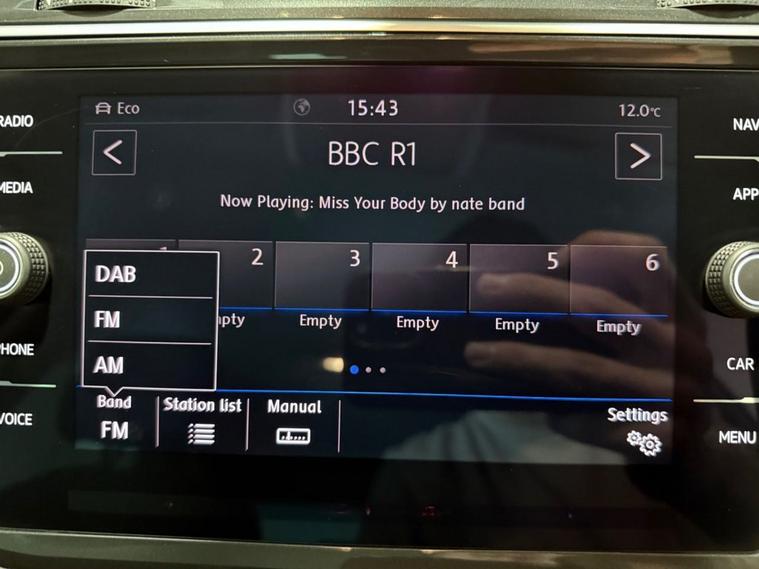 Eco
15:43
12.0°C
RADIO
NAV
BBC R1
MEDIA
APP
Now Playing: Miss Your Body by nate band
2
3
4
5
6
DAB
FM
AM
Empty
Empty
Empty
Empty
PHONE
CAR
VOICE
MENU
Band
FM
Station list
Manual
Settings